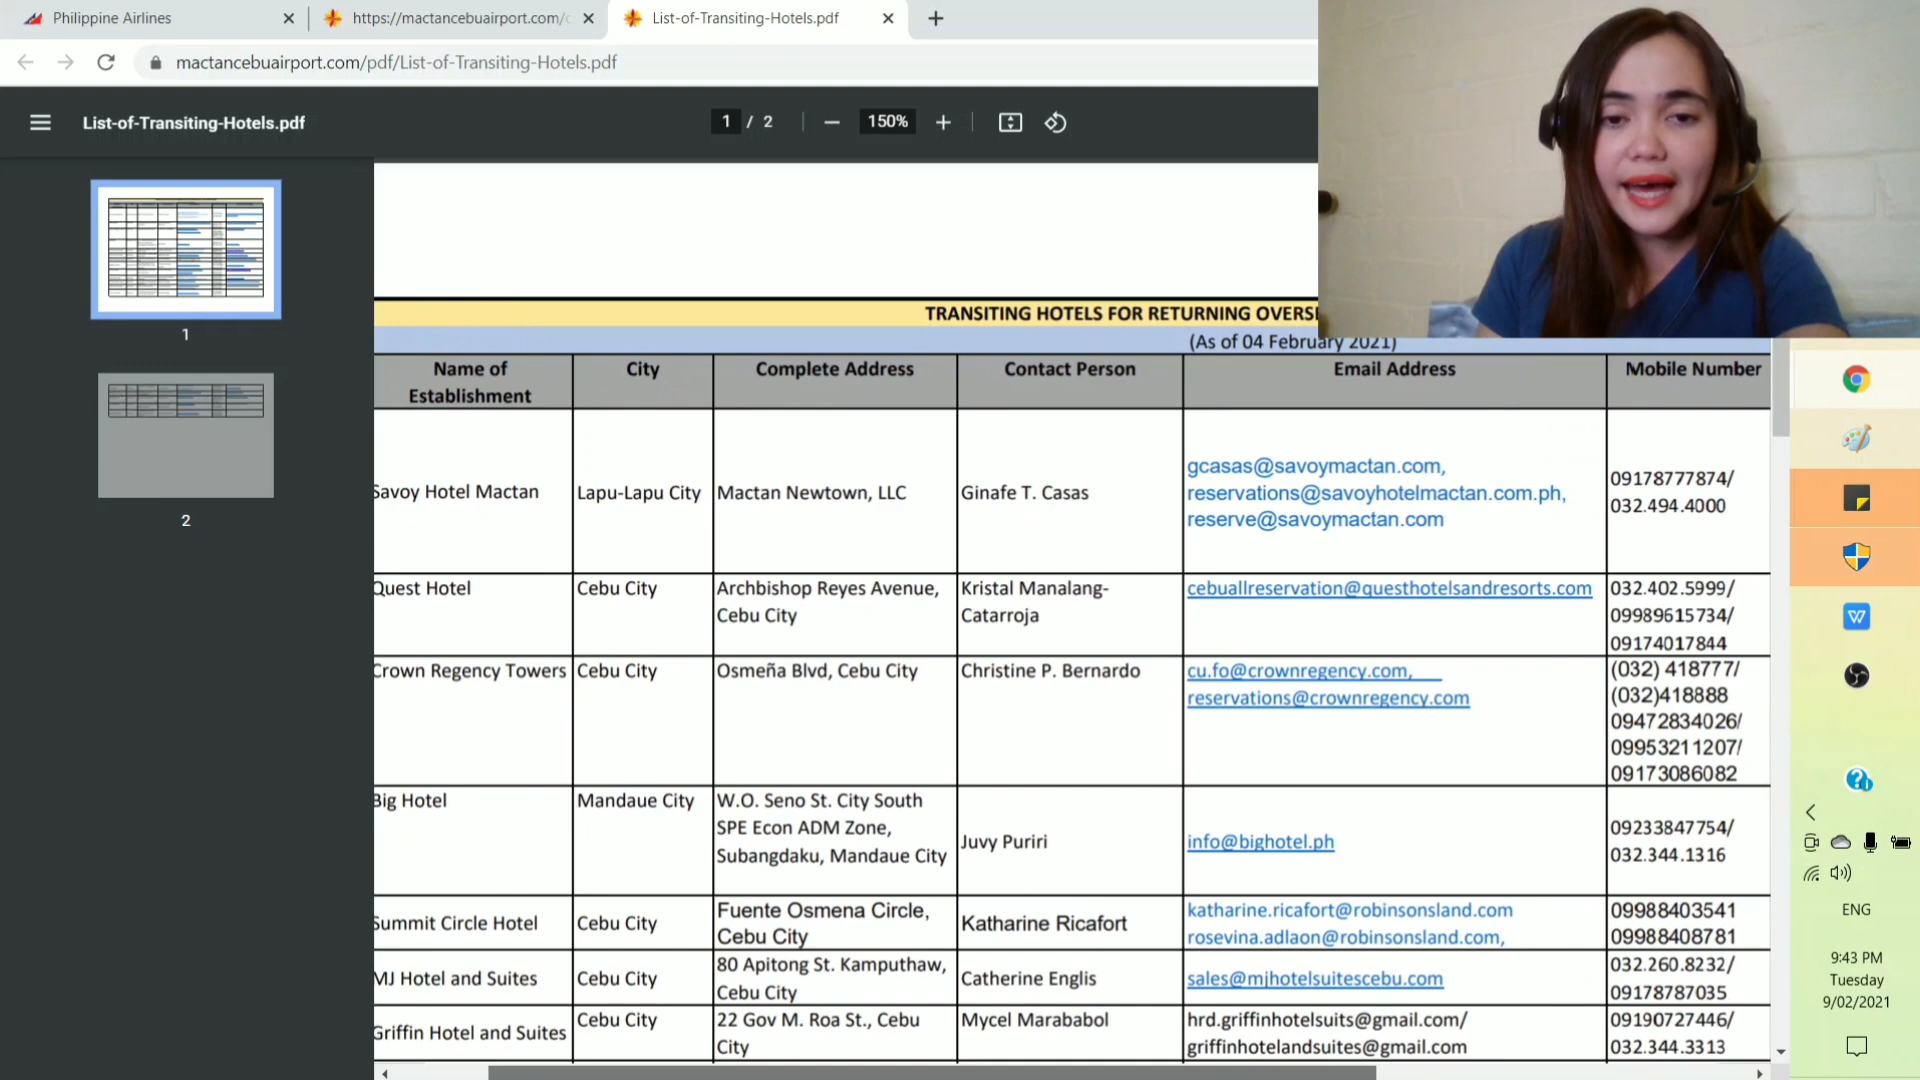 Philippine Airlines
https://mactancebuairport.com/
List-of-Transiting-Hotels.pdf
mactancebuairport.com/pdf/List-of-Transiting-Hotels.pdf
List-of-Transiting-Hotels.pdf
1 / 2
150%
1
2
TRANSITING HOTELS FOR RETURNING OVERSE
(As of 04 February 2021)
Name of Establishment
City
Complete Address
Contact Person
Email Address
Mobile Number
Savoy Hotel Mactan
Lapu-Lapu City
Mactan Newtown, LLC
Ginafe T. Casas
gcasas@savoymactan.com,
reservations@savoyhotelmactan.com.ph,
reserve@savoymactan.com
09178777874/
032.494.4000
Quest Hotel
Cebu City
Archbishop Reyes Avenue,
Cebu City
Kristal Manalang-
Catarroja
cebuallreservation@questhotelsandresorts.com
032.402.5999/
09989615734/
09174017844
Crown Regency Towers
Cebu City
Osmeña Blvd, Cebu City
Christine P. Bernardo
cu.fo@crownregency.com,
reservations@crownregency.com
(032) 418777/
(032)418888
09472834026/
09953211207/
09173086082
Big Hotel
Mandaue City
W.O. Seno St. City South
SPE Econ ADM Zone,
Subangdaku, Mandaue City
Juvy Puriri
info@bighotel.ph
09233847754/
032.344.1316
Summit Circle Hotel
Cebu City
Fuente Osmena Circle,
Cebu City
Katharine Ricafort
katharine.ricafort@robinsonsland.com
rosevina.adlaon@robinsonsland.com,
09988403541
09988408781
MJ Hotel and Suites
Cebu City
80 Apitong St. Kamputhaw,
Cebu City
Catherine Englis
sales@mjhotelsuitescebu.com
032.260.8232/
09178787035
Griffin Hotel and Suites
Cebu City
22 Gov M. Roa St., Cebu
City
Mycel Marababol
hrd.griffinhotelsuits@gmail.com/
griffinhotelandsuites@gmail.com
09190727446/
032.344.3313
ENG
9:43 PM
Tuesday
9/02/2021